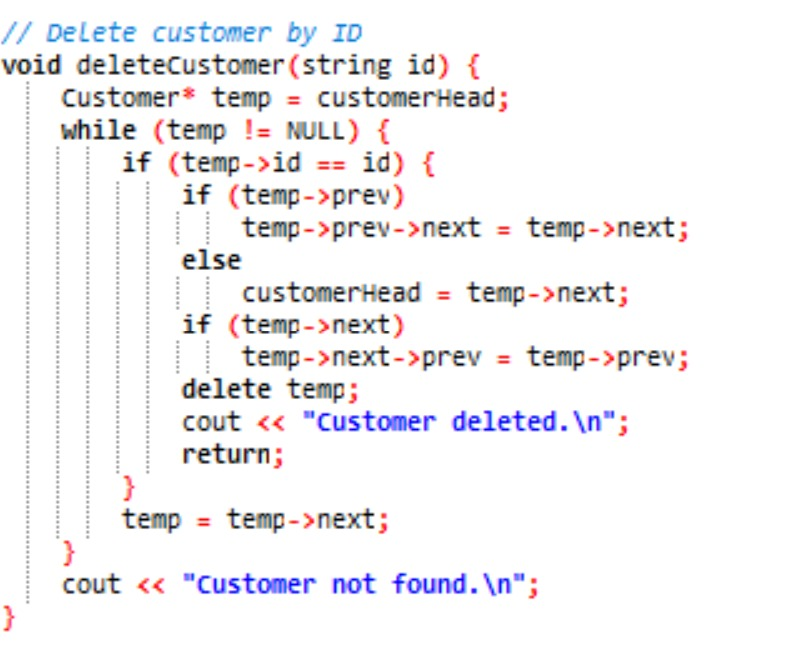 // Delete customer by ID
void deleteCustomer(string id) {
    Customer* temp = customerHead;
    while (temp != NULL) {
        if (temp->id == id) {
            if (temp->prev)
                temp->prev->next = temp->next;
            else
                customerHead = temp->next;
            if (temp->next)
                temp->next->prev = temp->prev;
            delete temp;
            cout << "Customer deleted.\n";
            return;
        }
        temp = temp->next;
    }
    cout << "Customer not found.\n";
}